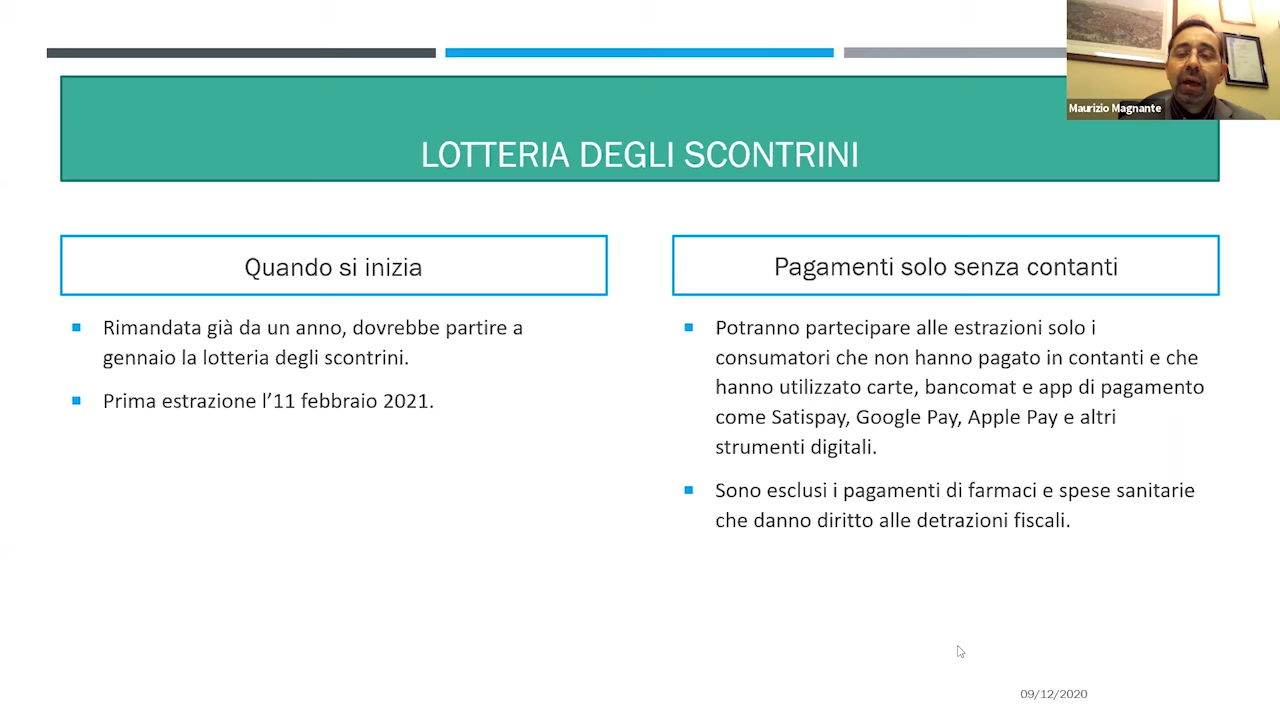 Maurizio Magnante
LOTTERIA DEGLI SCONTRINI
Quando si inizia
Rimandata già da un anno, dovrebbe partire a
gennaio la lotteria degli scontrini.
Prima estrazione l’11 febbraio 2021.
Pagamenti solo senza contanti
Potranno partecipare alle estrazioni solo i
consumatori che non hanno pagato in contanti e che
hanno utilizzato carte, bancomat e app di pagamento
come Satispay, Google Pay, Apple Pay e altri
strumenti digitali.
Sono esclusi i pagamenti di farmaci e spese sanitarie
che danno diritto alle detrazioni fiscali.
09/12/2020